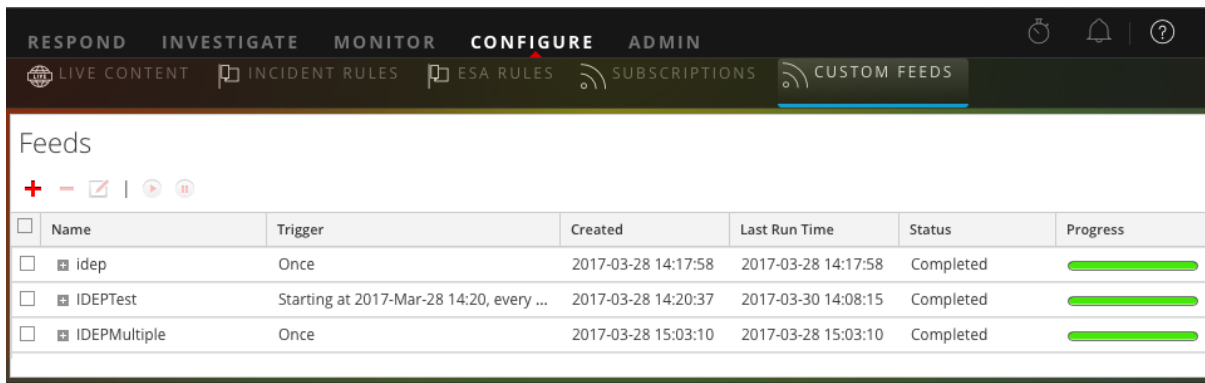 RESPOND INVESTIGATE MONITOR CONFIGURE ADMIN ?
LIVE LIVE CONTENT INCIDENT RULES ESA RULES SUBSCRIPTIONS CUSTOM FEEDS
Feeds
Name Trigger Created Last Run Time Status Progress
idep Once 2017-03-28 14:17:58 2017-03-28 14:17:58 Completed
IDEPTest Starting at 2017-Mar-28 14:20, every ... 2017-03-28 14:20:37 2017-03-30 14:08:15 Completed
IDEPMultiple Once 2017-03-28 15:03:10 2017-03-28 15:03:10 Completed